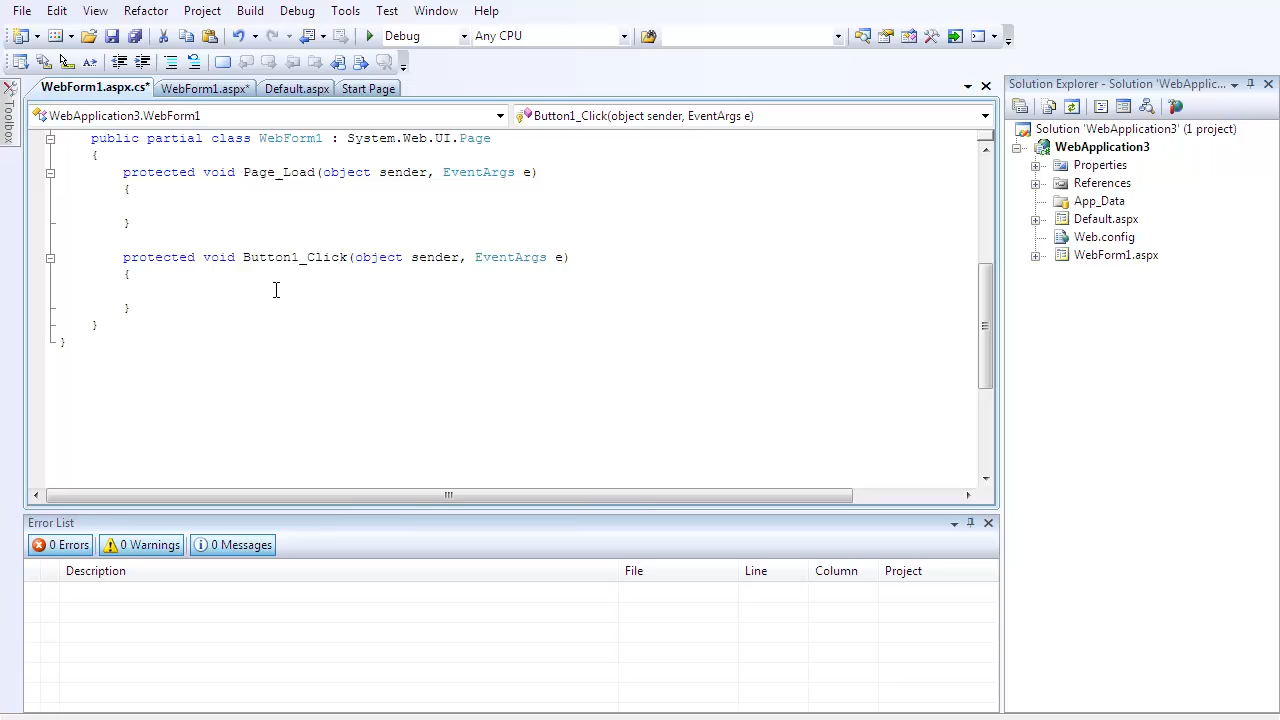 File Edit View Refactor Project Build Debug Tools Test Window Help
Debug Any CPU
WebForm1.aspx.cs* WebForm1.aspx* Default.aspx Start Page
Solution Explorer - Solution 'WebApplic...
Toolbox
WebApplication3.WebForm1 Button1_Click(object sender, EventArgs e)
public partial class WebForm1 : System.Web.UI.Page
{
protected void Page_Load(object sender, EventArgs e)
{
}
protected void Button1_Click(object sender, EventArgs e)
{
}
}
}
Solution 'WebApplication3' (1 project)
WebApplication3
Properties
References
App_Data
Default.aspx
Web.config
WebForm1.aspx
Error List
0 Errors 0 Warnings 0 Messages
Description File Line Column Project